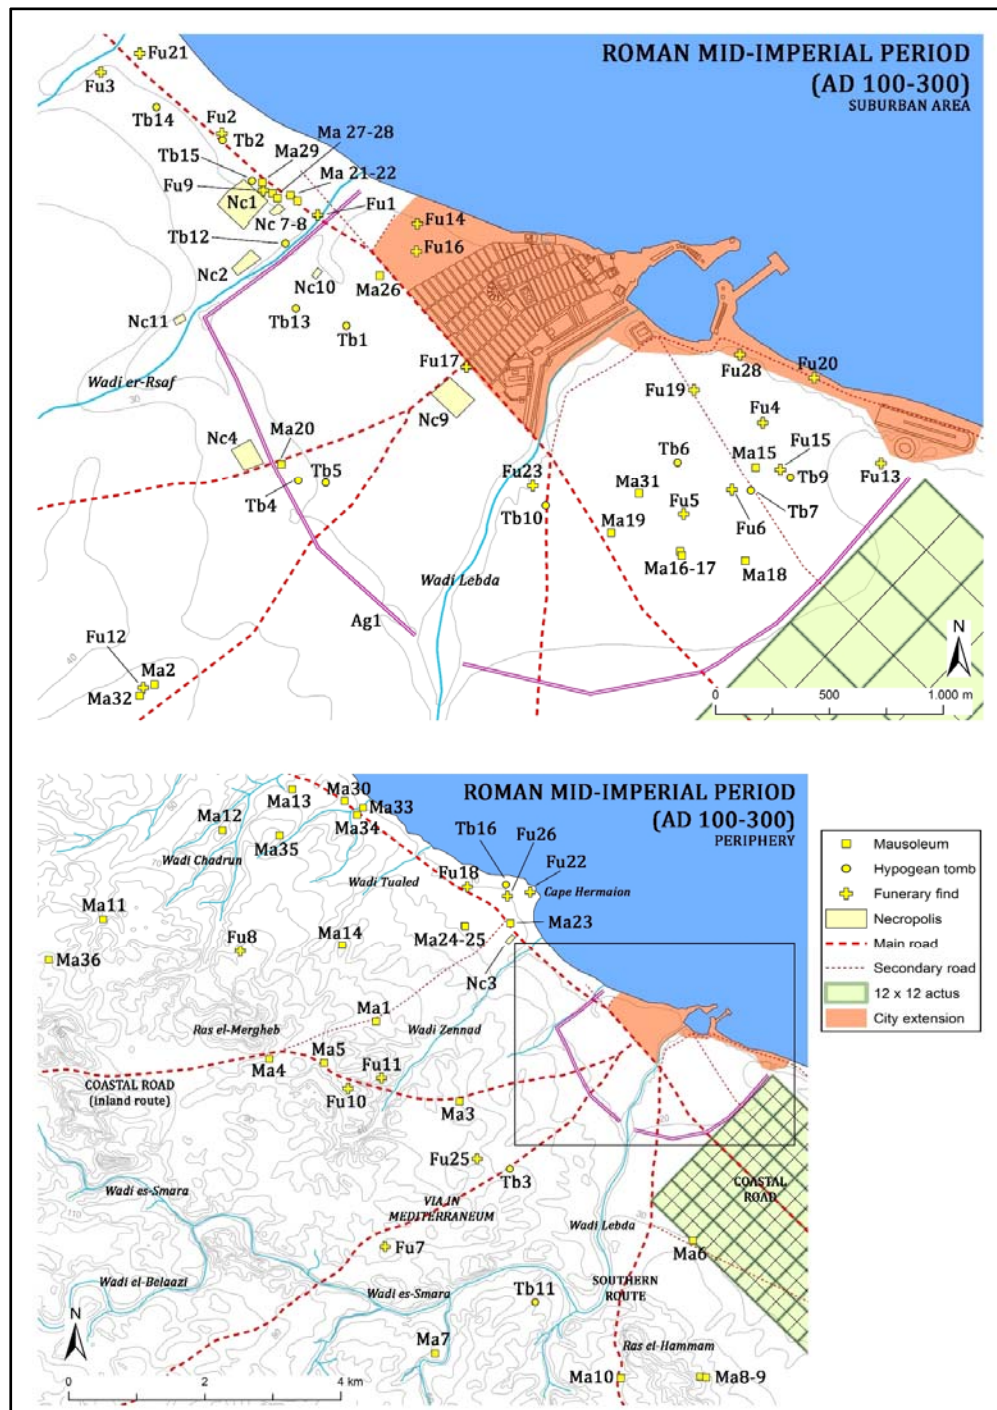 ROMAN MID-IMPERIAL PERIOD
(AD 100-300)
SUBURBAN AREA
Fu21
Fu3
Tb14
Fu2
Tb2
Ma 27-28
Ma29
Tb15
Ma 21-22
Fu9
Nc1
Nc 7-8
Fu1
Fu14
Tb12
Fu16
Nc2
Nc10
Ma26
Nc11
Tb13
Tb1
Wadi er-Rsaf
30
Fu17
Fu28
Fu20
Fu19
Nc9
Fu4
Nc4
Ma20
Fu15
Tb6
Ma15
Tb5
Fu23
Tb9
Fu13
Tb4
Ma31
Fu5
Tb7
Tb10
Fu6
Ma19
Ma16-17
Ma18
Wadi Lebda
Ag1
N
Fu12
Ma2
40
Ma32
0
500
1.000 m
ROMAN MID-IMPERIAL PERIOD
(AD 100-300)
PERIPHERY
Ma30
Ma13
Ma33
Ma12
Ma34
Ma35
Tb16
Fu26
Wadi Chadrun
Fu18
Fu22
Wadi Tualed
Cape Hermaion
Ma11
Ma23
Fu8
Ma14
Ma24-25
Ma36
Nc3
Ma1
Ras el-Mergheb
Wadi Zennad
Ma5
Ma4
Fu11
COASTAL ROAD
(inland route)
Fu10
Ma3
Fu25
Tb3
Wadi es-Smara
VIA IN
MEDITERRANEUM
COASTAL
ROAD
Wadi Lebda
Fu7
Ma6
Wadi el-Belaazi
Wadi es-Smara
Tb11
SOUTHERN
ROUTE
N
Ma7
Ras el-Hammam
Ma10
Ma8-9
0
2
4 km
Mausoleum
Hypogean tomb
Funerary find
Necropolis
Main road
Secondary road
12 x 12 actus
City extension